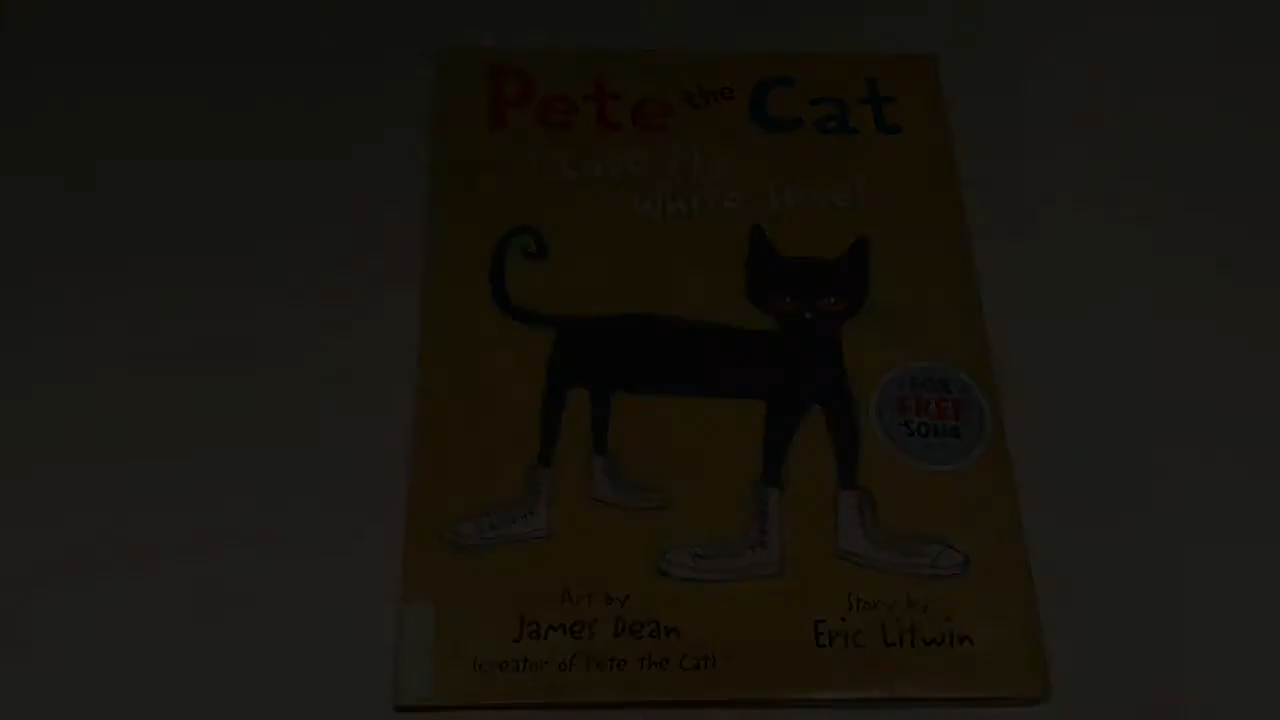 Pete the Cat
I Love My
White Shoes
FOR
FREE
SONG
Art by
James Dean
(creator of Pete the Cat)
Story by
Eric Litwin